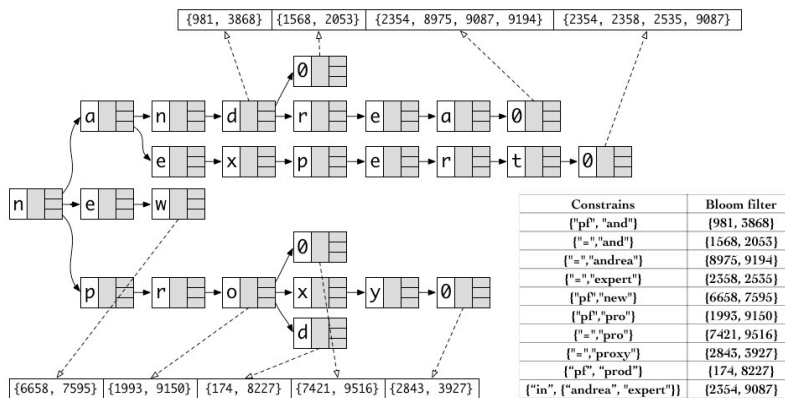 {981, 3868} {1568, 2053} {2354, 8975, 9087, 9194} {2354, 2358, 2535, 9087}
0
a n d r e a 0
e x p e r t 0
n e w
0
p r o x y 0
d
{6658, 7595} {1993, 9150} {174, 8227} {7421, 9516} {2843, 3927}
Constrains Bloom filter
{"pf", "and"} {981, 3868}
{"=","and"} {1568, 2053}
{"=","andrea"} {8975, 9194}
{"=","expert"} {2358, 2535}
{"pf","new"} {6658, 7595}
{"pf","pro"} {1993, 9150}
{"=","pro"} {7421, 9516}
{"=","proxy"} {2843, 3927}
{“pf”, “prod”} {174, 8227}
{“in”, {“andrea”, "expert"}} {2354, 9087}